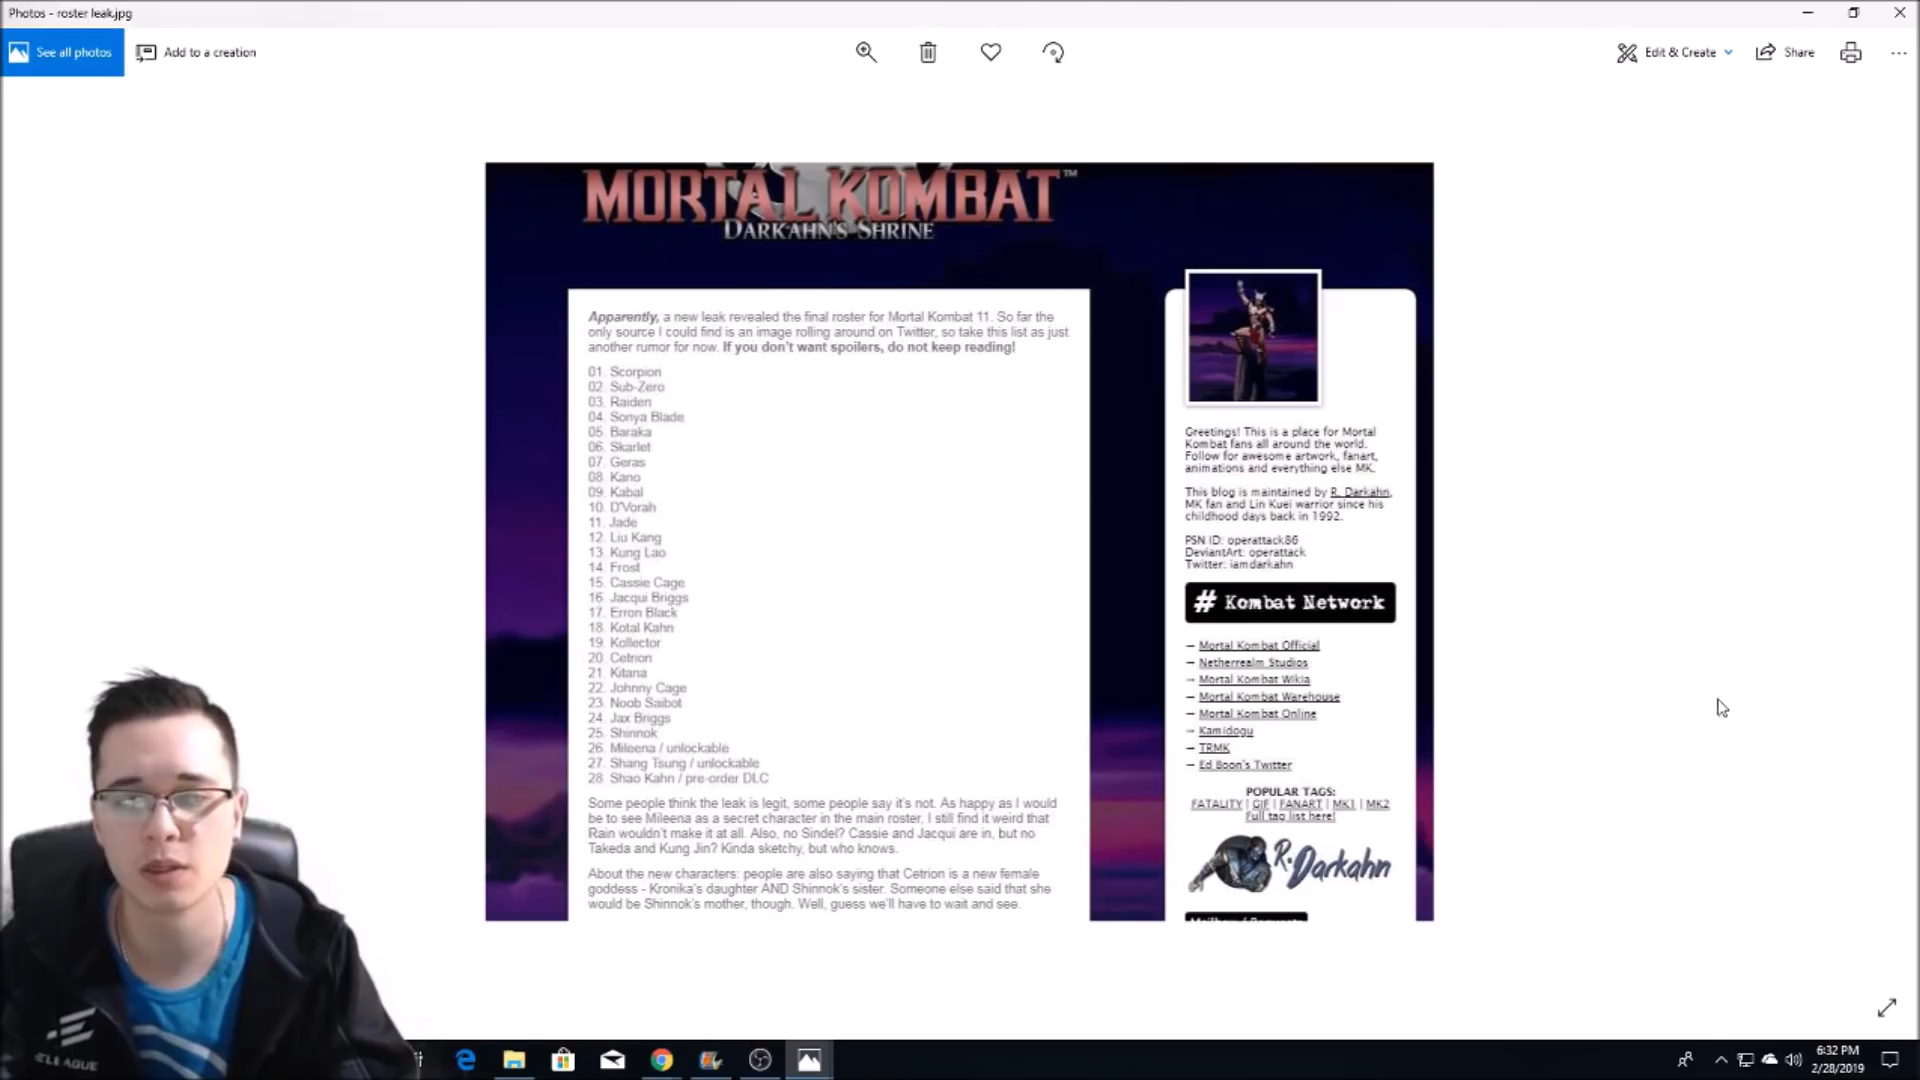 Photos - roster leak.jpg
See all photos
Add to a creation
Edit & Create
Share
MORTAL KOMBAT™
DARKAHN'S SHRINE
Apparently, a new leak revealed the final roster for Mortal Kombat 11. So far the
only source I could find is an image rolling around on Twitter, so take this list as just
another rumor for now. If you don't want spoilers, do not keep reading!
01. Scorpion
02. Sub-Zero
03. Raiden
04. Sonya Blade
05. Baraka
06. Skarlet
07. Geras
08. Kano
09. Kabal
10. D'Vorah
11. Jade
12. Liu Kang
13. Kung Lao
14. Frost
15. Cassie Cage
16. Jacqui Briggs
17. Erron Black
18. Kotal Kahn
19. Kollector
20. Cetrion
21. Kitana
22. Johnny Cage
23. Noob Saibot
24. Jax Briggs
25. Shinnok
26. Mileena / unlockable
27. Shang Tsung / unlockable
28. Shao Kahn / pre-order DLC
Some people think the leak is legit, some people say it's not. As happy as I would
be to see Mileena as a secret character in the main roster, I still find it weird that
Rain wouldn't make it at all. Also, no Sindel? Cassie and Jacqui are in, but no
Takeda and Kung Jin? Kinda sketchy, but who knows.
About the new characters: people are also saying that Cetrion is a new female
goddess - Kronika's daughter AND Shinnok's sister. Someone else said that she
would be Shinnok's mother, though. Well, guess we'll have to wait and see.
Greetings! This is a place for Mortal
Kombat fans all around the world.
Follow for awesome artwork, fanart,
animations and everything else MK.
This blog is maintained by R. Darkahn,
MK fan and Lin Kuei warrior since his
childhood days back in 1992.
PSN ID: operattack86
DeviantArt: operattack
Twitter: iamdarkahn
# Kombat Network
– Mortal Kombat Official
– Netherrealm Studios
– Mortal Kombat Wikia
– Mortal Kombat Warehouse
– Mortal Kombat Online
– Kamidogu
– TRMK
– Ed Boon's Twitter
POPULAR TAGS:
FATALITY | GIF | FANART | MK1 | MK2
Full tag list here!
R. Darkahn
ELEAGUE
6:32 PM
2/28/2019